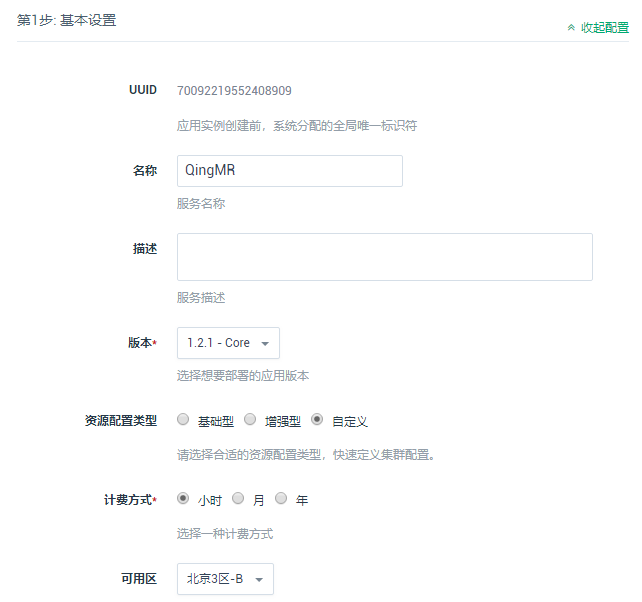 第1步: 基本设置
收起配置
UUID 70092219552408909
应用实例创建前，系统分配的全局唯一标识符
名称 QingMR
服务名称
描述
服务描述
版本* 1.2.1 - Core
选择想要部署的应用版本
资源配置类型 基础型 增强型 自定义
请选择合适的资源配置类型，快速定义集群配置。
计费方式* 小时 月 年
选择一种计费方式
可用区 北京3区-B